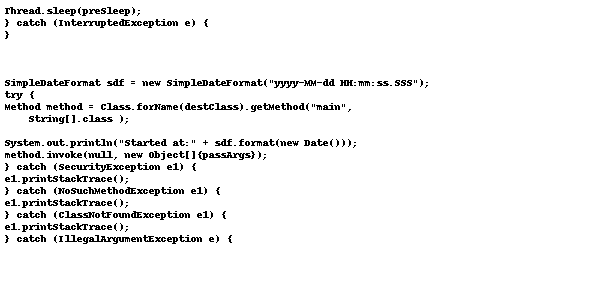 Thread.sleep(preSleep);
} catch (InterruptedException e) {
}
SimpleDateFormat sdf = new SimpleDateFormat("yyyy-MM-dd HH:mm:ss.SSS");
try {
Method method = Class.forName(destClass).getMethod("main",
String[].class );
System.out.println("Started at:" + sdf.format(new Date()));
method.invoke(null, new Object[]{passArgs});
} catch (SecurityException e1) {
e1.printStackTrace();
} catch (NoSuchMethodException e1) {
e1.printStackTrace();
} catch (ClassNotFoundException e1) {
e1.printStackTrace();
} catch (IllegalArgumentException e) {